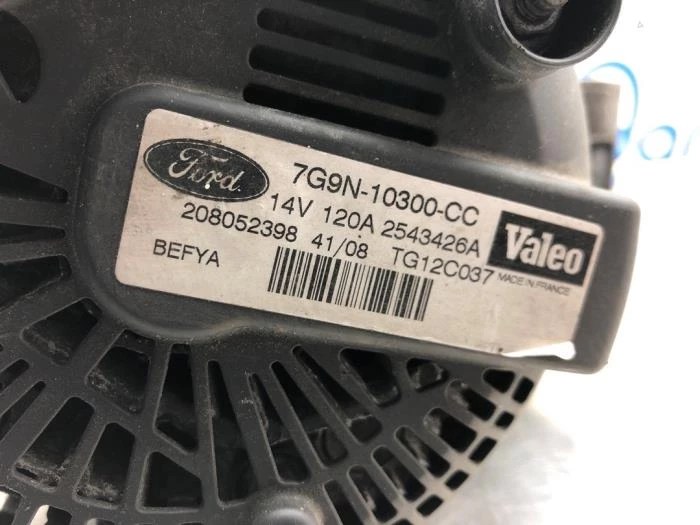 Ford
7G9N-10300-CC
14V 120A 2543426A
208052398 41/08 TG12C037
BEFYA
Valeo
MADE IN FRANCE